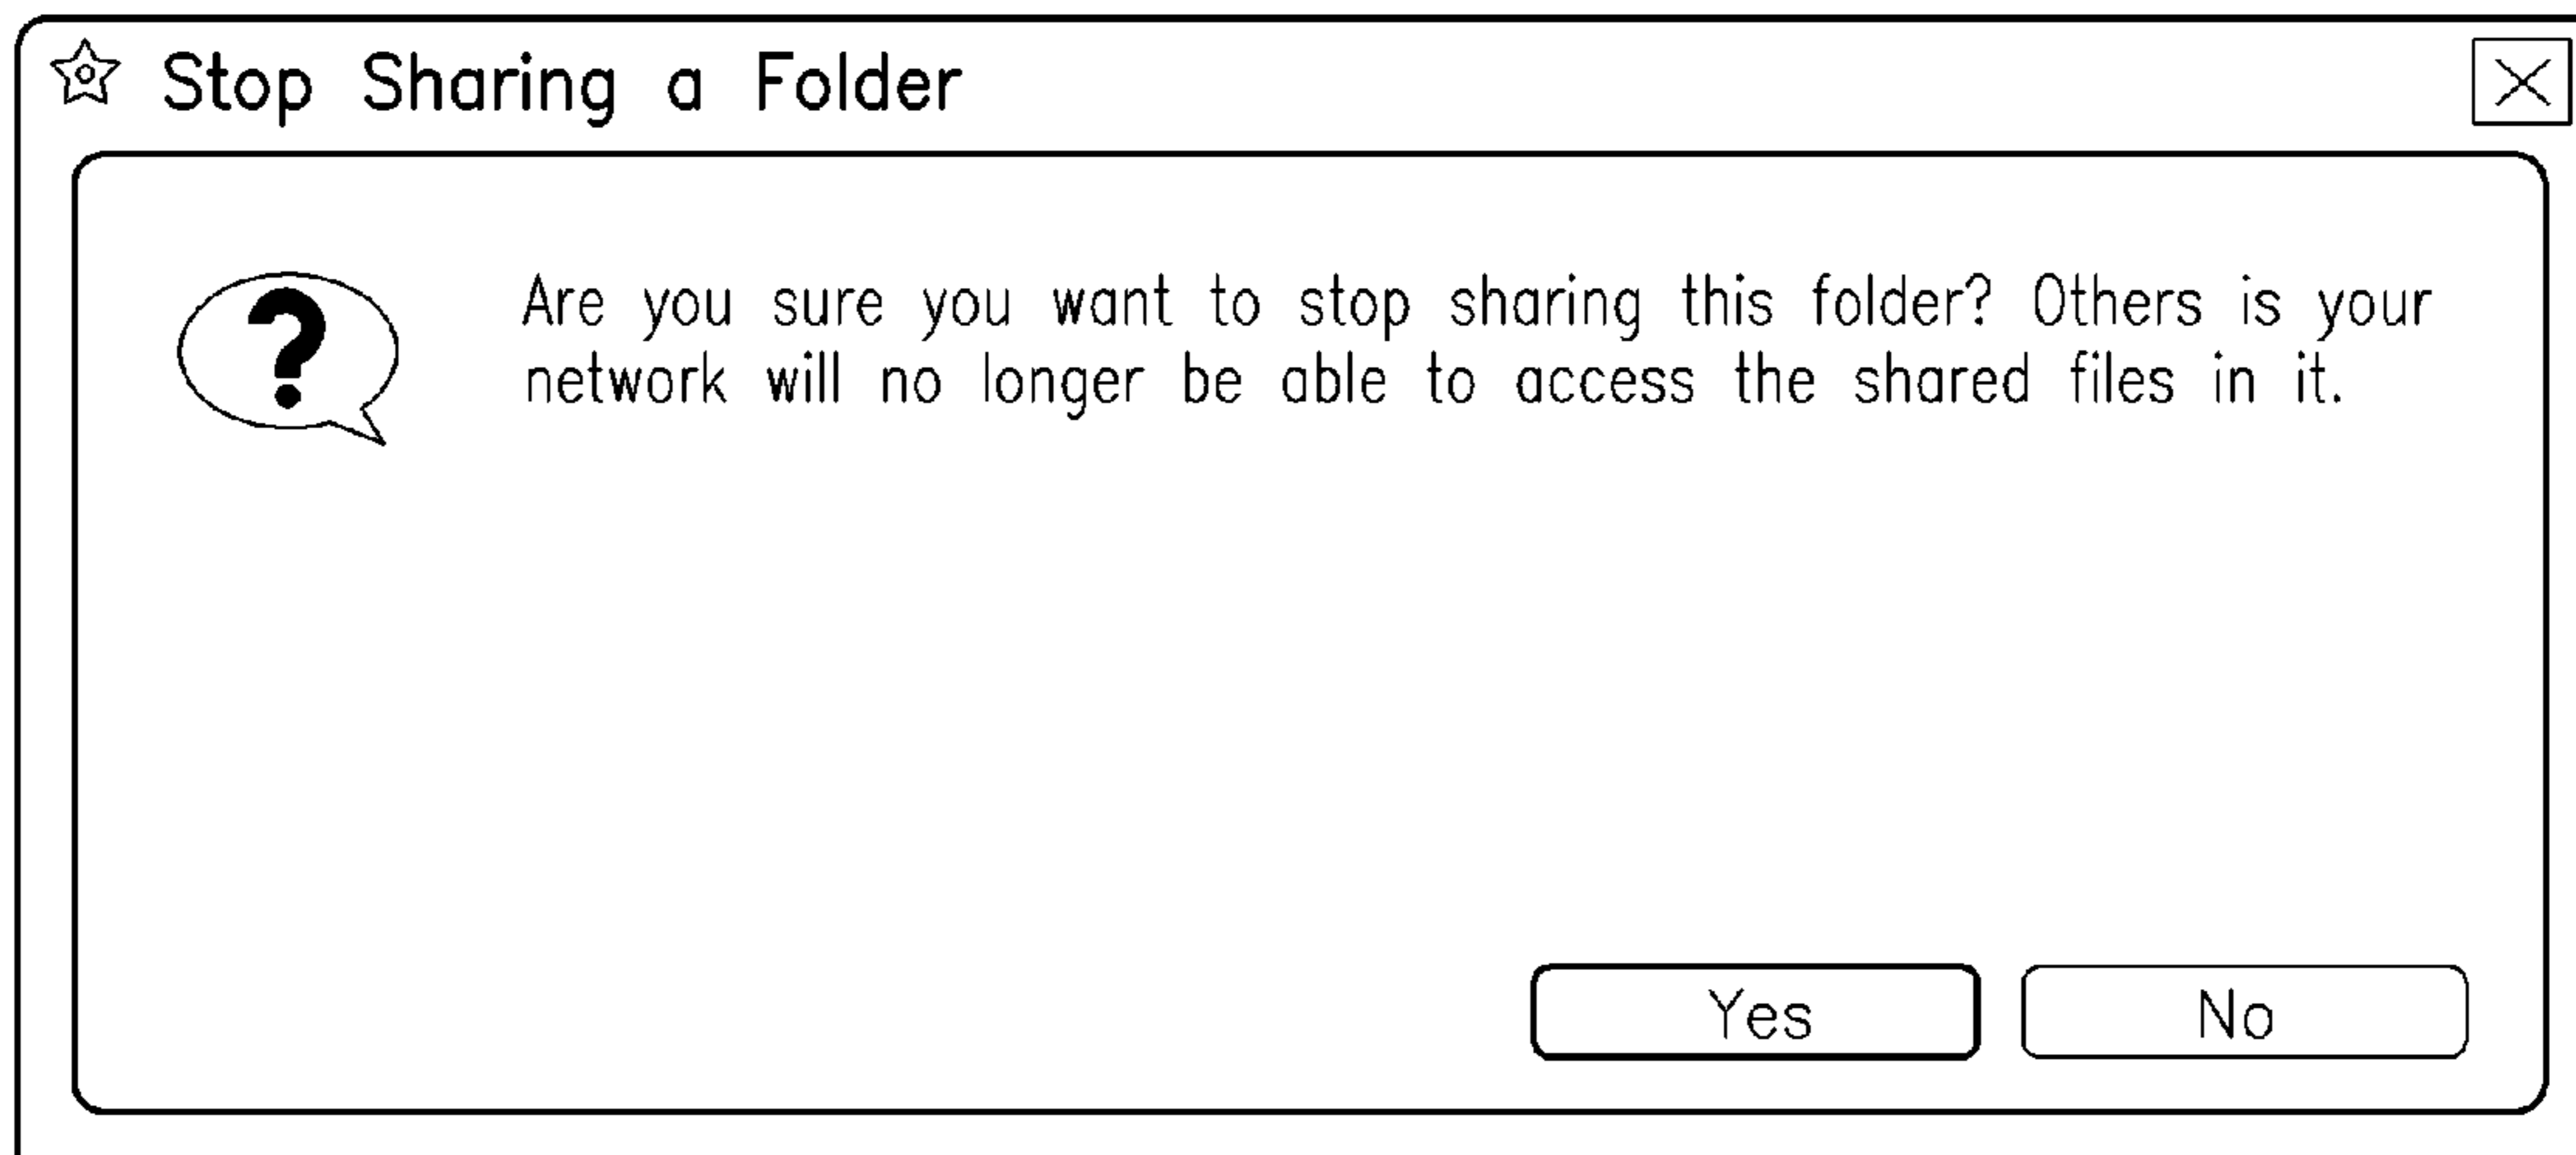 Stop Sharing a Folder
Are you sure you want to stop sharing this folder? Others is your
network will no longer be able to access the shared files in it.
Yes
No